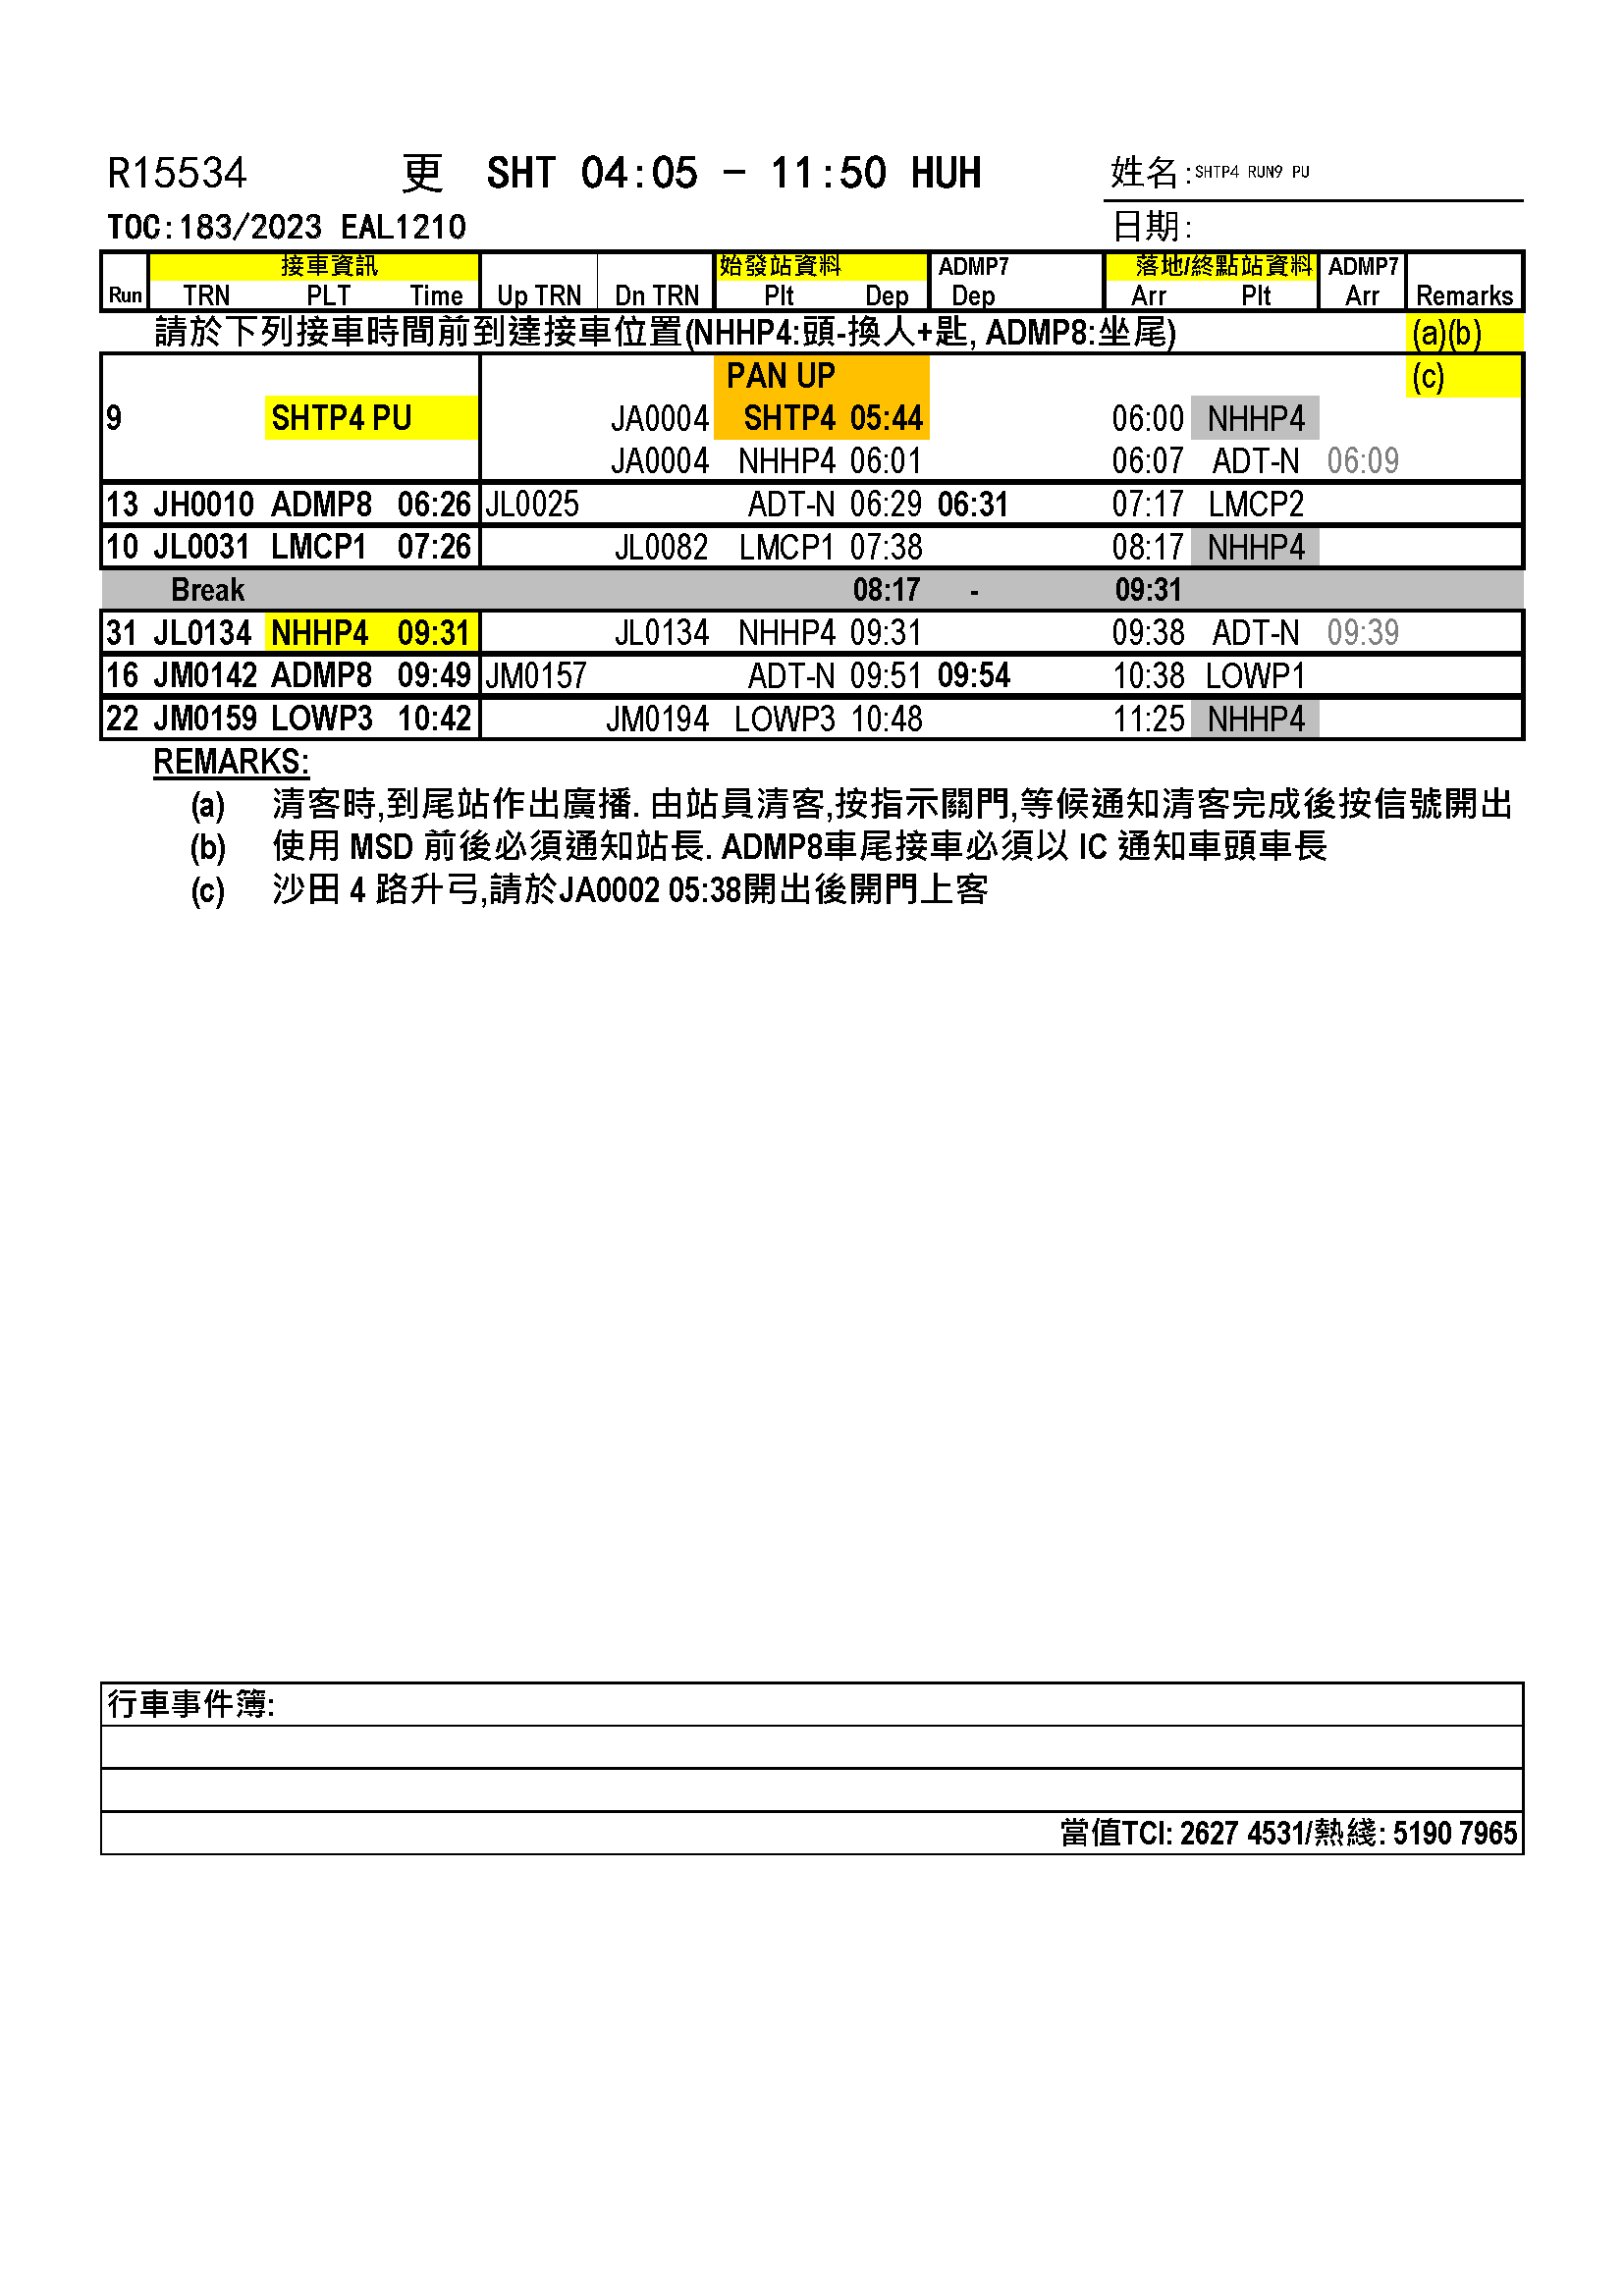 R15534 更 SHT 04:05 - 11:50 HUH 姓名:SHTP4 RUN9 PU
TOC:183/2023 EAL1210 日期:
接車資訊 始發站資料 ADMP7 落地/終點站資料 ADMP7
Run TRN PLT Time Up TRN Dn TRN Plt Dep Dep Arr Plt Arr Remarks
請於下列接車時間前到達接車位置(NHHP4:頭-換人+匙, ADMP8:坐尾) (a)(b)
PAN UP (c)
9 SHTP4 PU JA0004 SHTP4 05:44 06:00 NHHP4
JA0004 NHHP4 06:01 06:07 ADT-N 06:09
13 JH0010 ADMP8 06:26 JL0025 ADT-N 06:29 06:31 07:17 LMCP2
10 JL0031 LMCP1 07:26 JL0082 LMCP1 07:38 08:17 NHHP4
Break 08:17 - 09:31
31 JL0134 NHHP4 09:31 JL0134 NHHP4 09:31 09:38 ADT-N 09:39
16 JM0142 ADMP8 09:49 JM0157 ADT-N 09:51 09:54 10:38 LOWP1
22 JM0159 LOWP3 10:42 JM0194 LOWP3 10:48 11:25 NHHP4
REMARKS:
(a) 清客時,到尾站作出廣播. 由站員清客,按指示關門,等候通知清客完成後按信號開出
(b) 使用 MSD 前後必須通知站長. ADMP8車尾接車必須以 IC 通知車頭車長
(c) 沙田 4 路升弓,請於JA0002 05:38開出後開門上客
行車事件簿:
當值TCI: 2627 4531/熱綫: 5190 7965